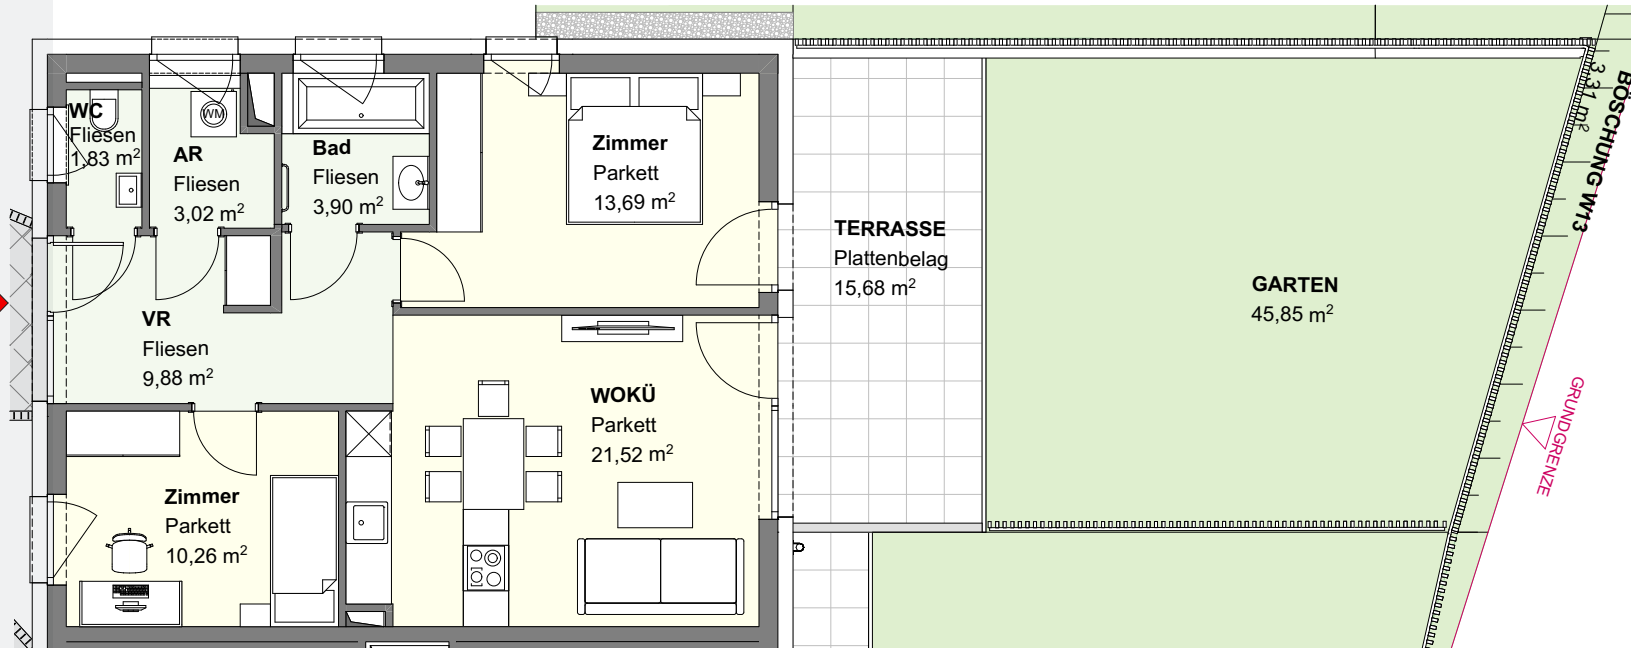 WC
Fliesen
1,83 m²
AR
Fliesen
3,02 m²
WM
Bad
Fliesen
3,90 m²
Zimmer
Parkett
13,69 m²
TERRASSE
Plattenbelag
15,68 m²
GARTEN
45,85 m²
3,31 m²
BÖSCHUNG W13
GRUNDGRENZE
VR
Fliesen
9,88 m²
WOKÜ
Parkett
21,52 m²
Zimmer
Parkett
10,26 m²